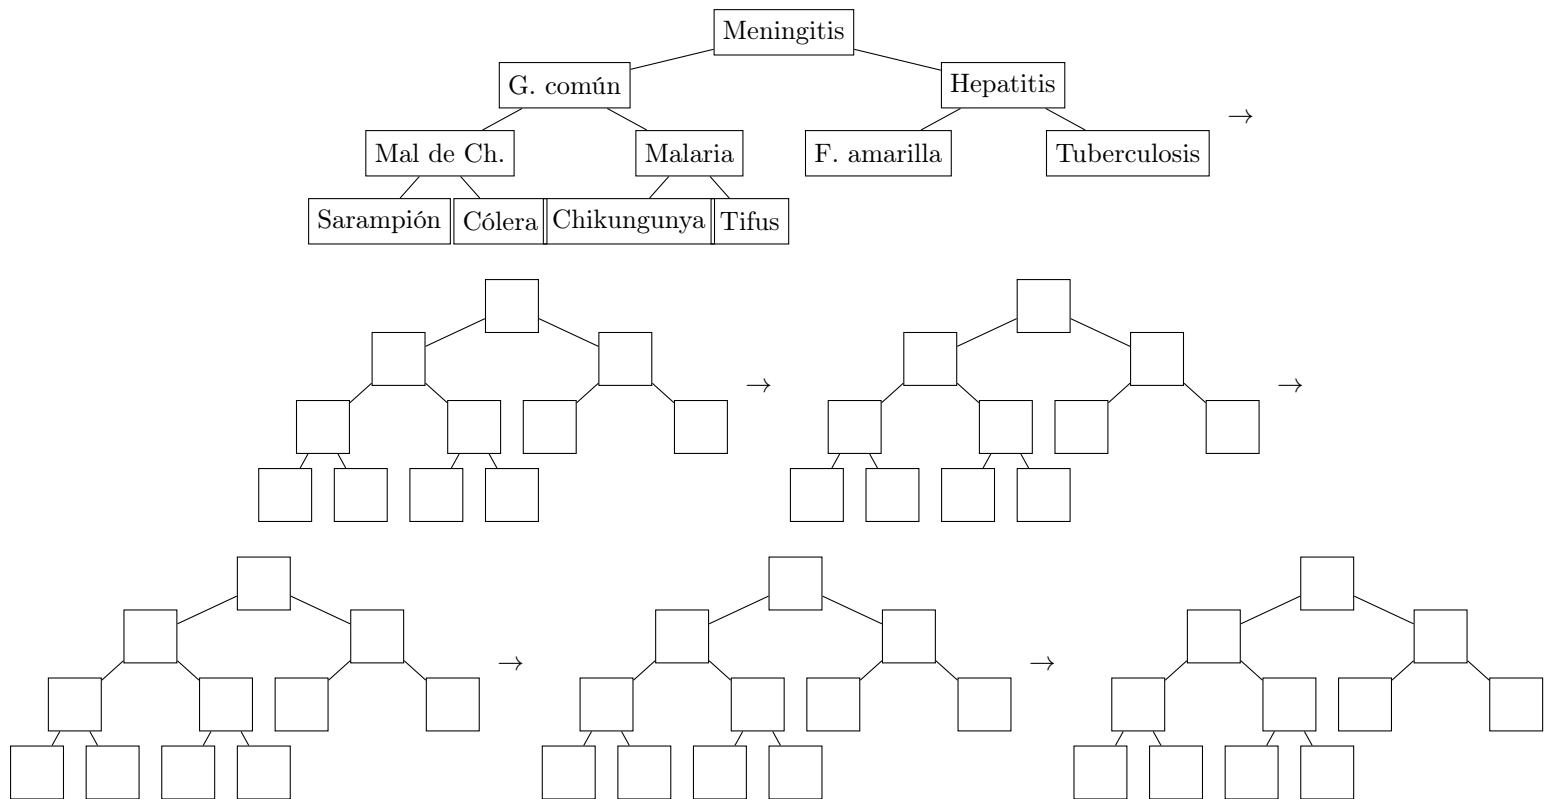 Meningitis
G. común Hepatitis
→
Mal de Ch. Malaria F. amarilla Tuberculosis
Sarampión Cólera Chikungunya Tifus
→ →
→ →